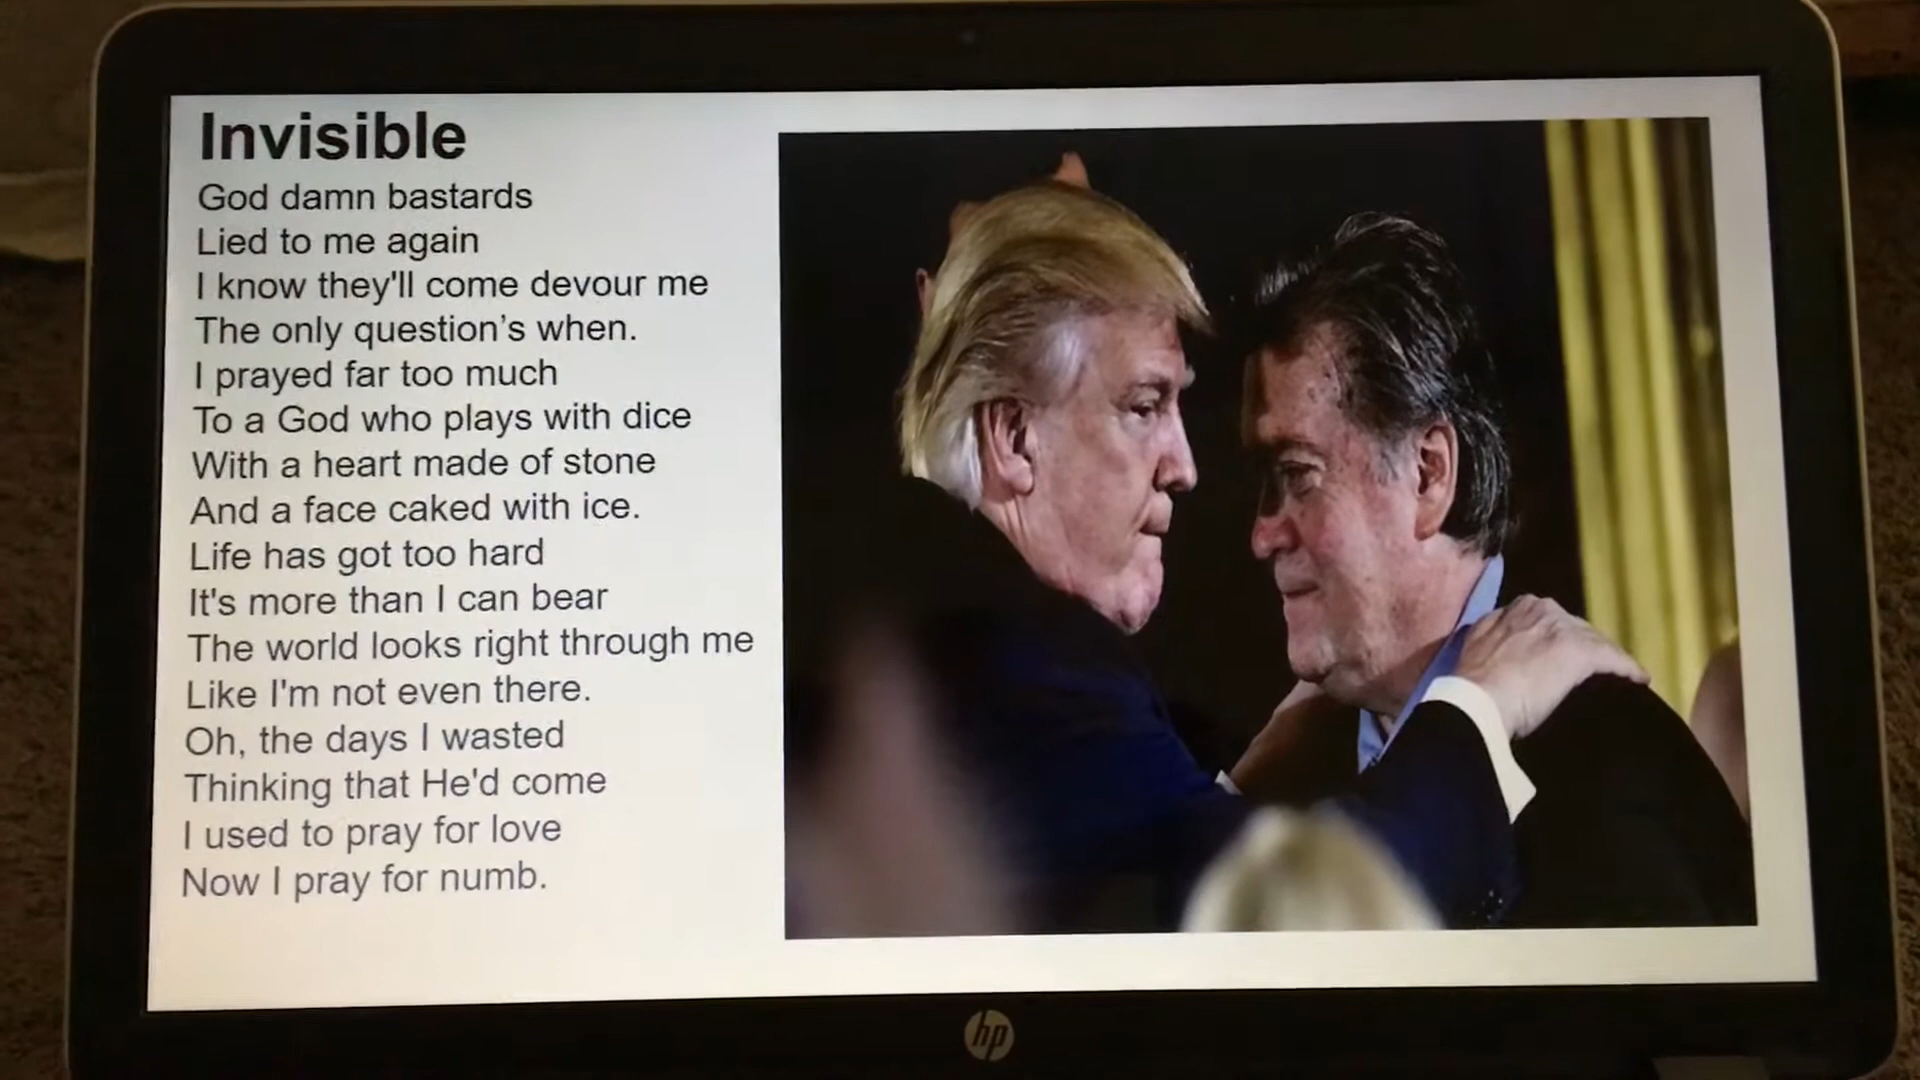 Invisible
God damn bastards
Lied to me again
I know they'll come devour me
The only question’s when.
I prayed far too much
To a God who plays with dice
With a heart made of stone
And a face caked with ice.
Life has got too hard
It's more than I can bear
The world looks right through me
Like I'm not even there.
Oh, the days I wasted
Thinking that He'd come
I used to pray for love
Now I pray for numb.
hp